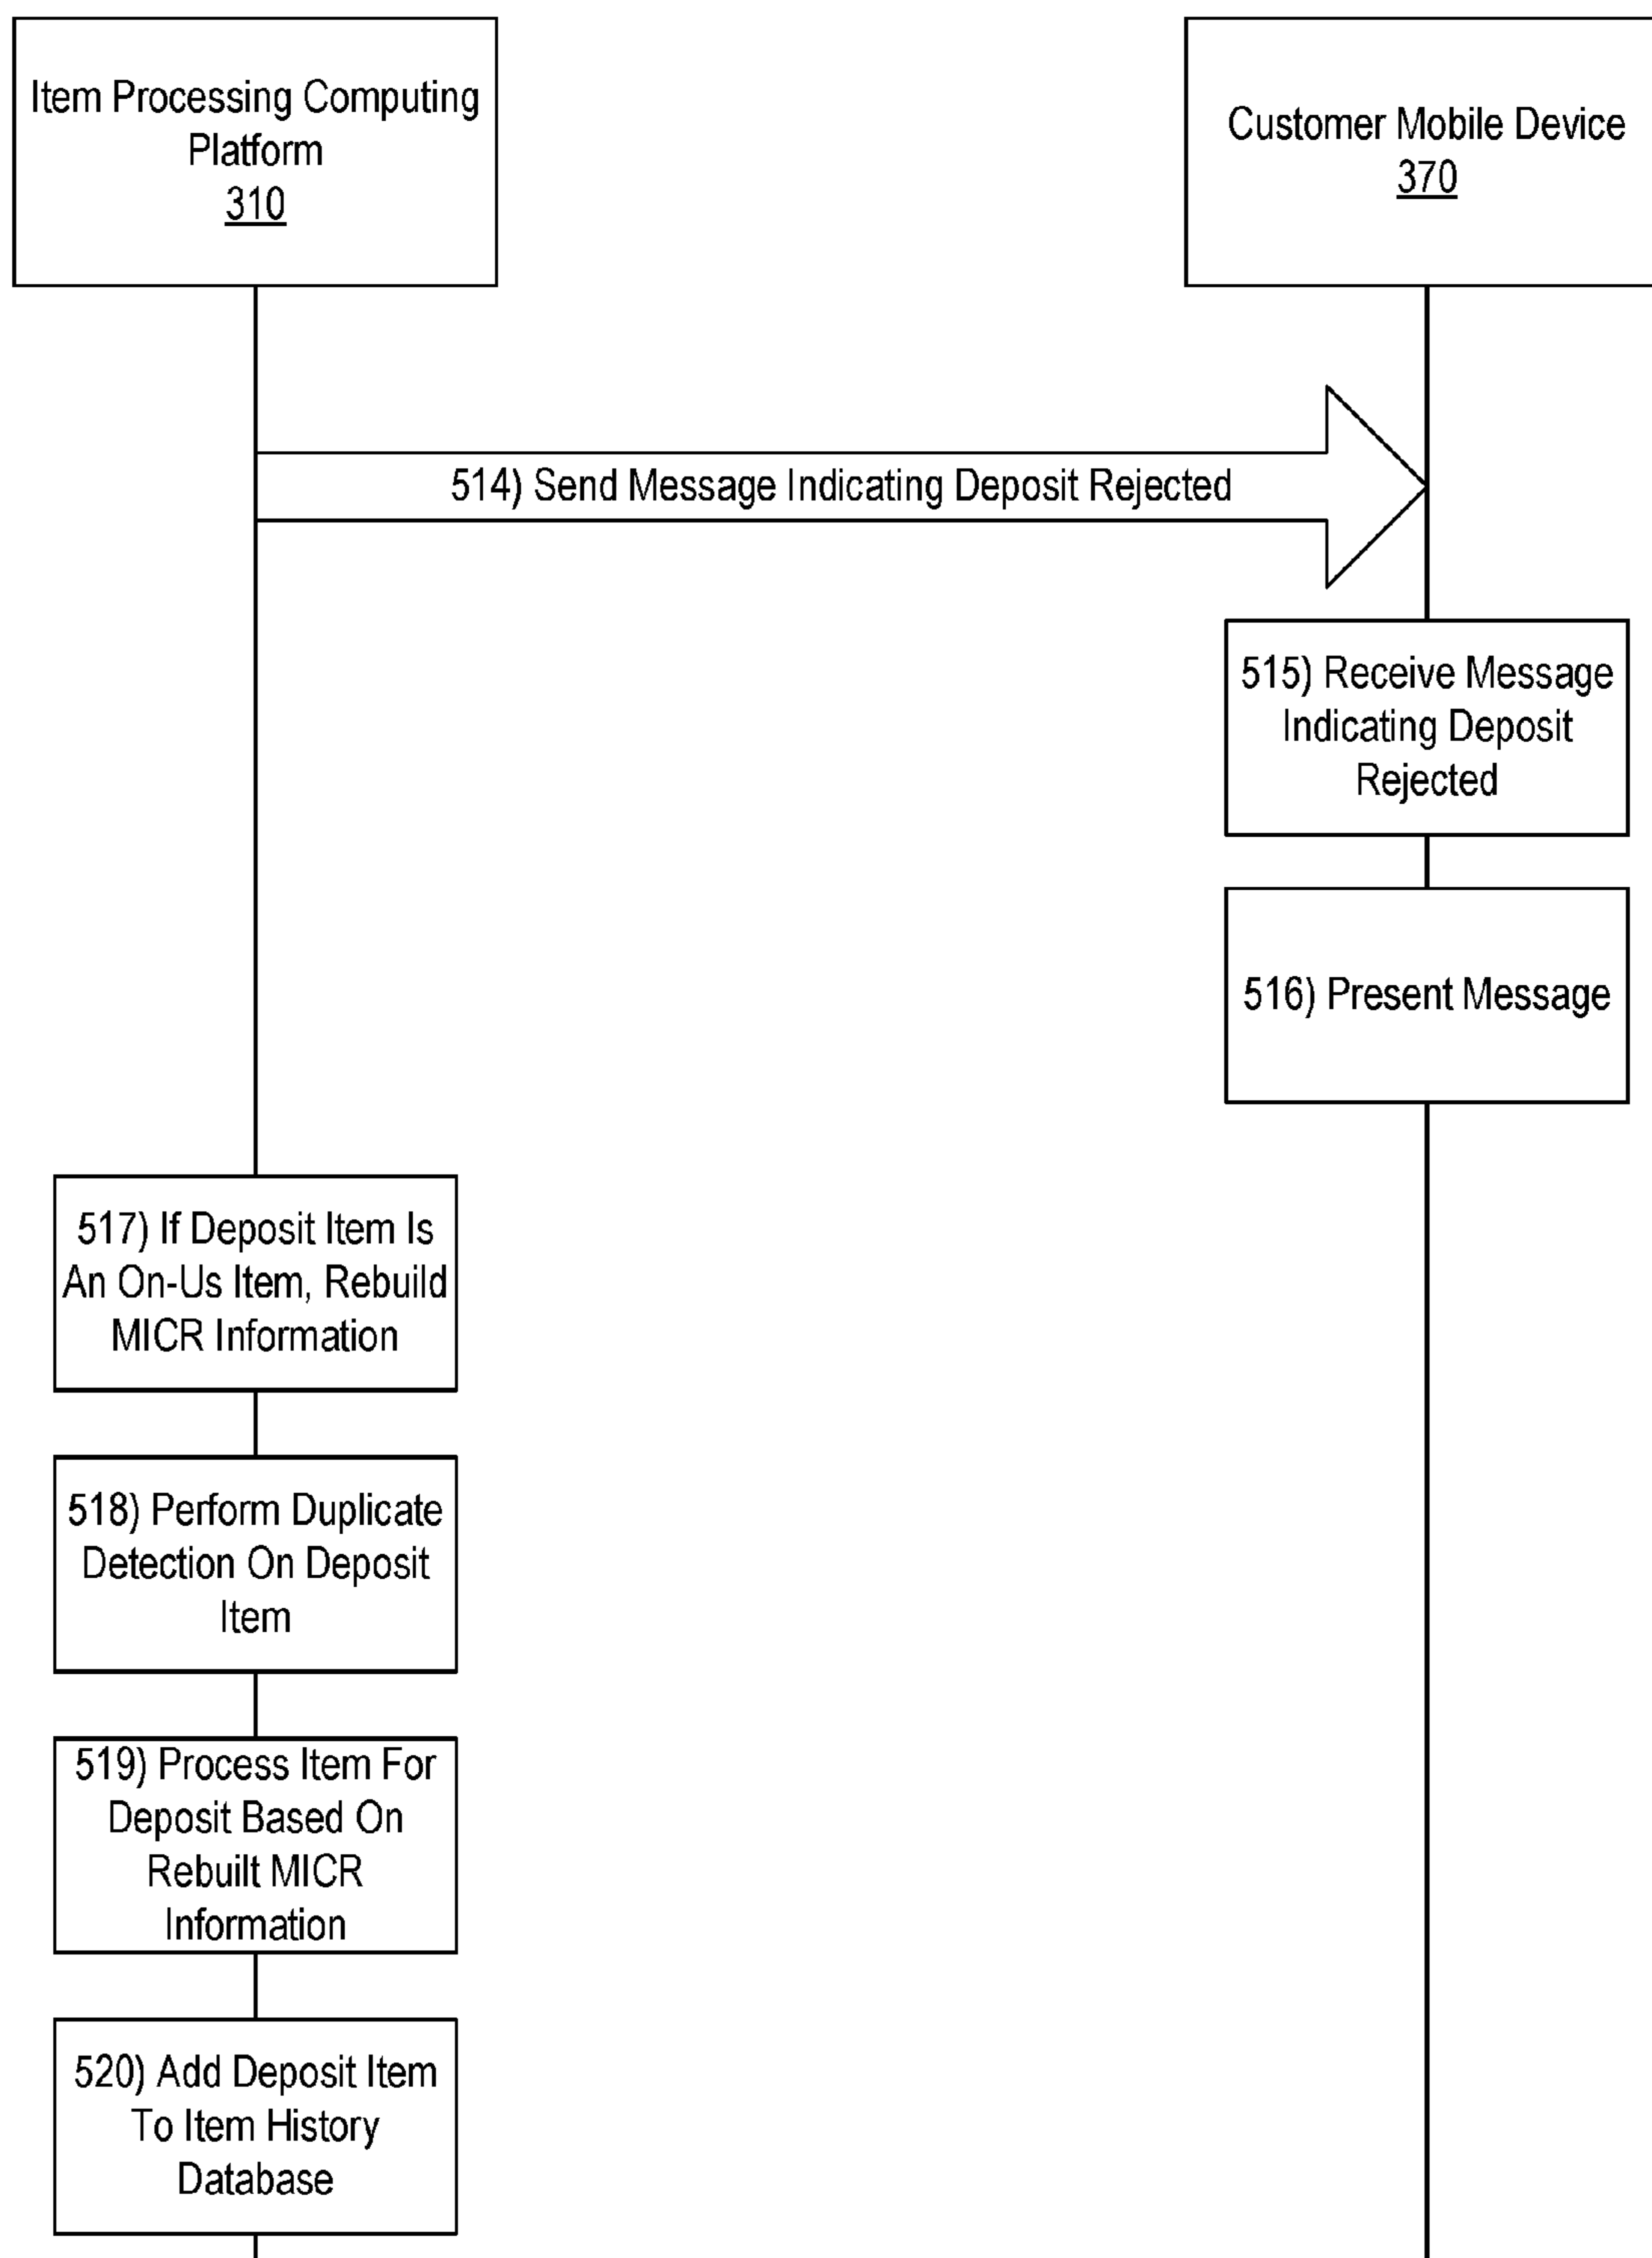 Item Processing Computing
Platform
310
Customer Mobile Device
370
514) Send Message Indicating Deposit Rejected
515) Receive Message
Indicating Deposit
Rejected
516) Present Message
517) If Deposit Item Is
An On-Us Item, Rebuild
MICR Information
518) Perform Duplicate
Detection On Deposit
Item
519) Process Item For
Deposit Based On
Rebuilt MICR
Information
520) Add Deposit Item
To Item History
Database